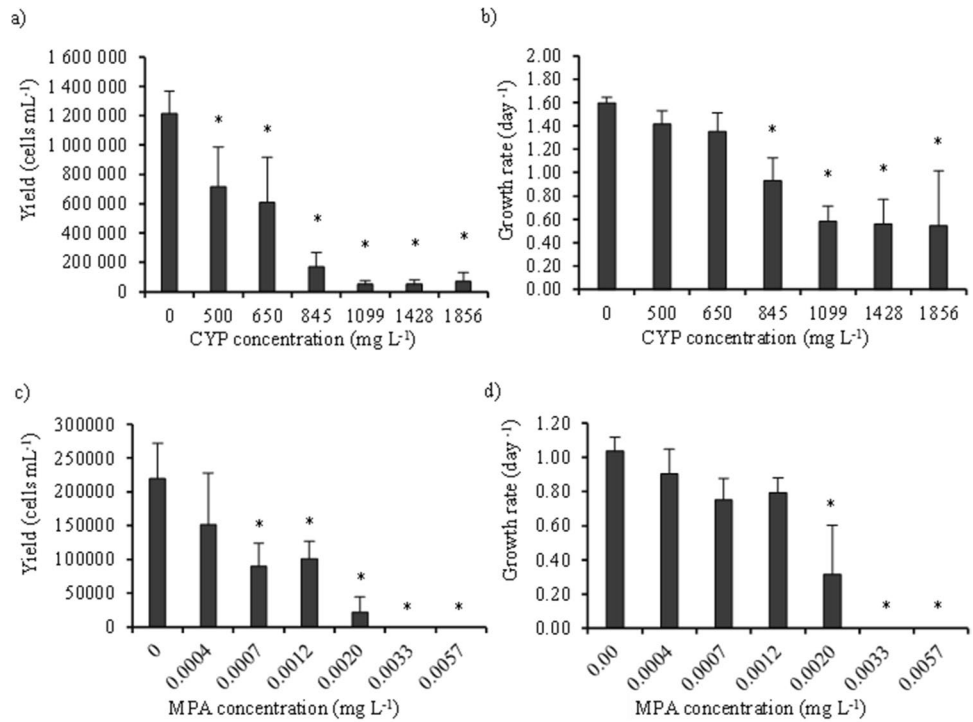 a)
1 600 000
1 400 000
1 200 000
1 000 000
800 000
600 000
400 000
200 000
0
Yield (cells mL-1)
* * * * * *
0 500 650 845 1099 1428 1856
CYP concentration (mg L-1)
b)
2.00
1.80
1.60
1.40
1.20
1.00
0.80
0.60
0.40
0.20
0.00
Growth rate (day -1)
* * * *
0 500 650 845 1099 1428 1856
CYP concentration (mg L-1)
c)
300000
250000
200000
150000
100000
50000
0
Yield (cells mL-1)
* * * * *
0 0.0004 0.0007 0.0012 0.0020 0.0033 0.0057
MPA concentration (mg L-1)
d)
1.20
1.00
0.80
0.60
0.40
0.20
0.00
Growth rate (day -1)
* * *
0.00 0.0004 0.0007 0.0012 0.0020 0.0033 0.0057
MPA concentration (mg L-1)